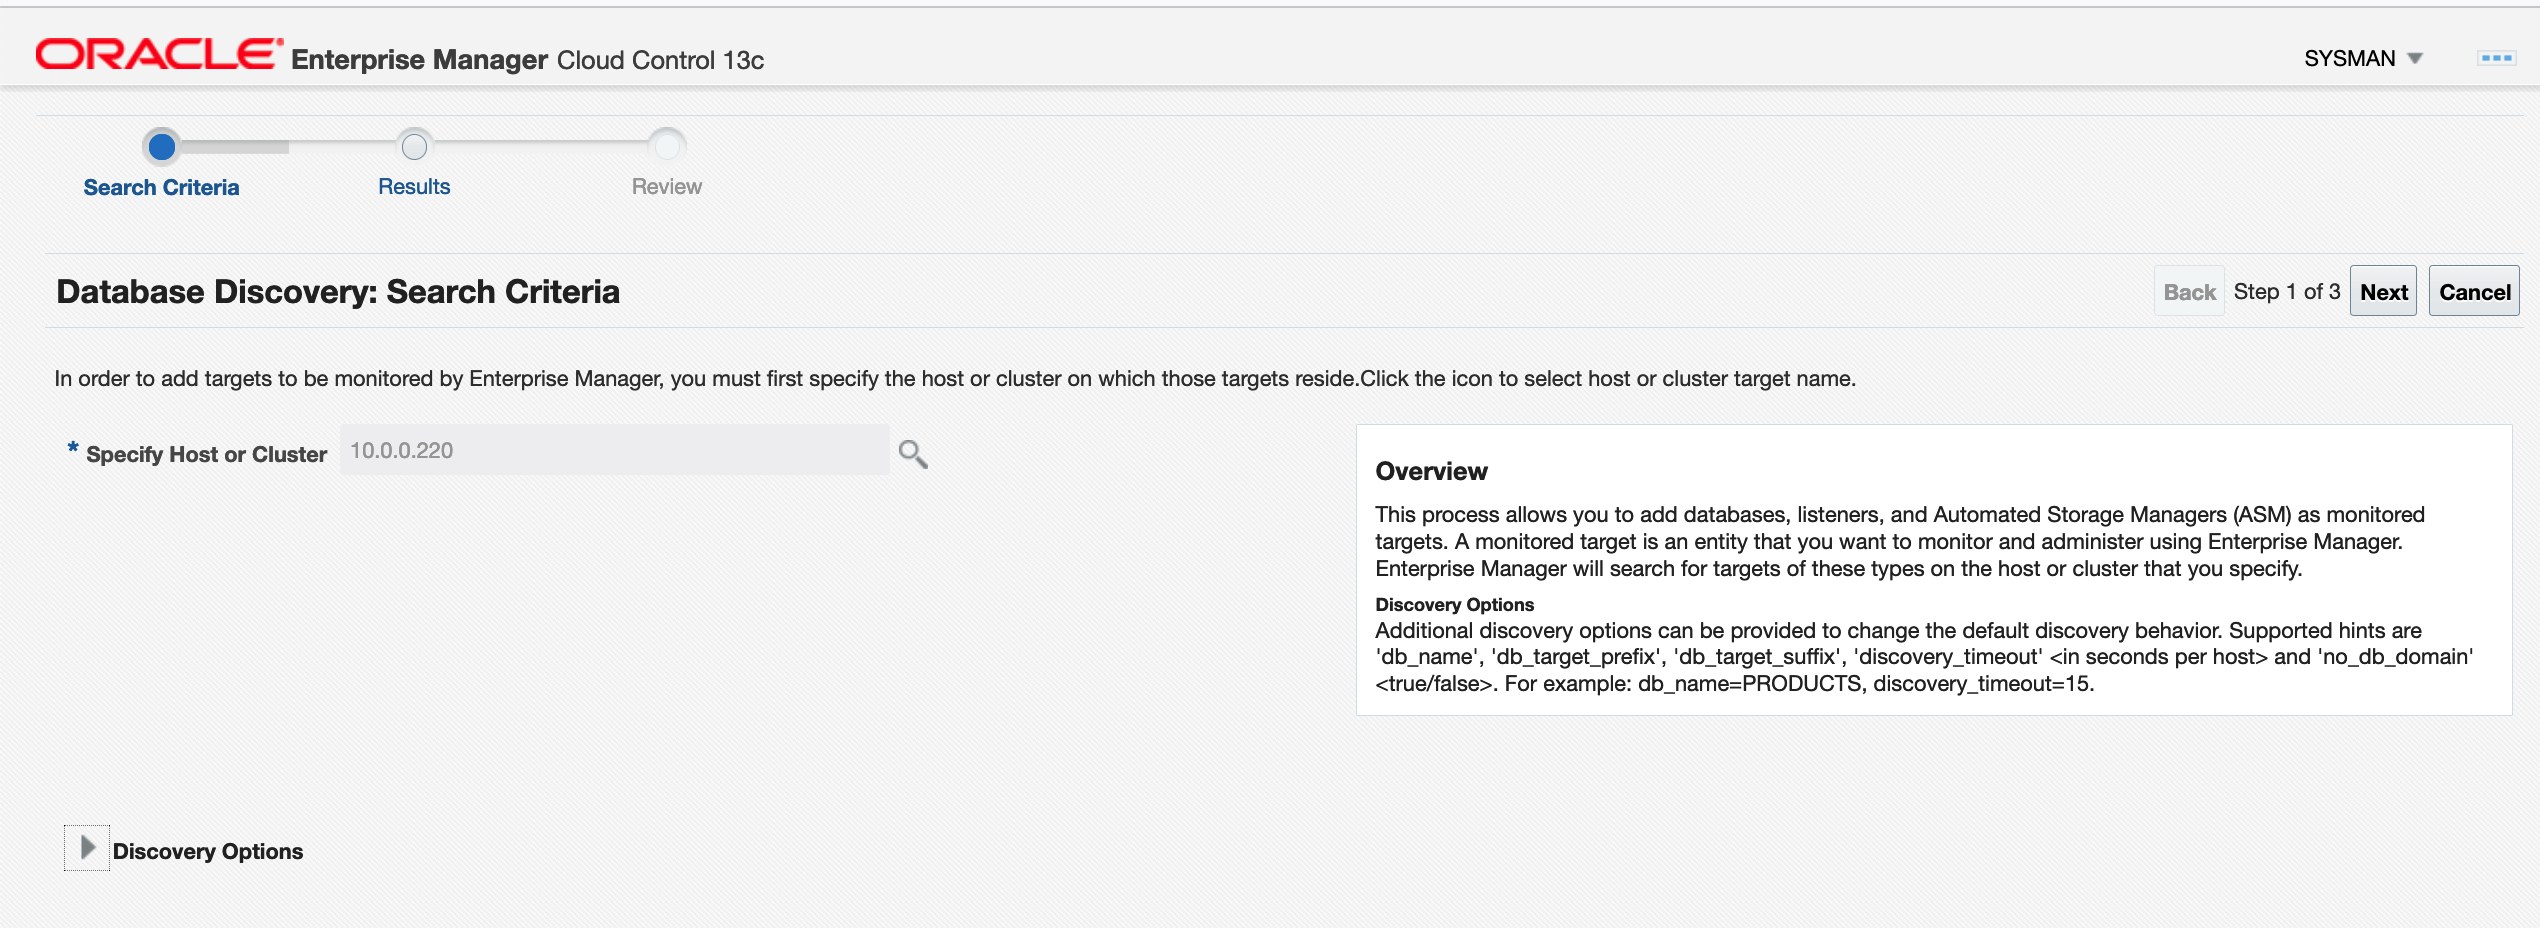 ORACLE Enterprise Manager Cloud Control 13c
SYSMAN
Search Criteria
Results
Review
Database Discovery: Search Criteria
Back Step 1 of 3 Next Cancel
In order to add targets to be monitored by Enterprise Manager, you must first specify the host or cluster on which those targets reside.Click the icon to select host or cluster target name.
* Specify Host or Cluster 10.0.0.220
Overview
This process allows you to add databases, listeners, and Automated Storage Managers (ASM) as monitored
targets. A monitored target is an entity that you want to monitor and administer using Enterprise Manager.
Enterprise Manager will search for targets of these types on the host or cluster that you specify.
Discovery Options
Additional discovery options can be provided to change the default discovery behavior. Supported hints are
'db_name', 'db_target_prefix', 'db_target_suffix', 'discovery_timeout' <in seconds per host> and 'no_db_domain'
<true/false>. For example: db_name=PRODUCTS, discovery_timeout=15.
Discovery Options